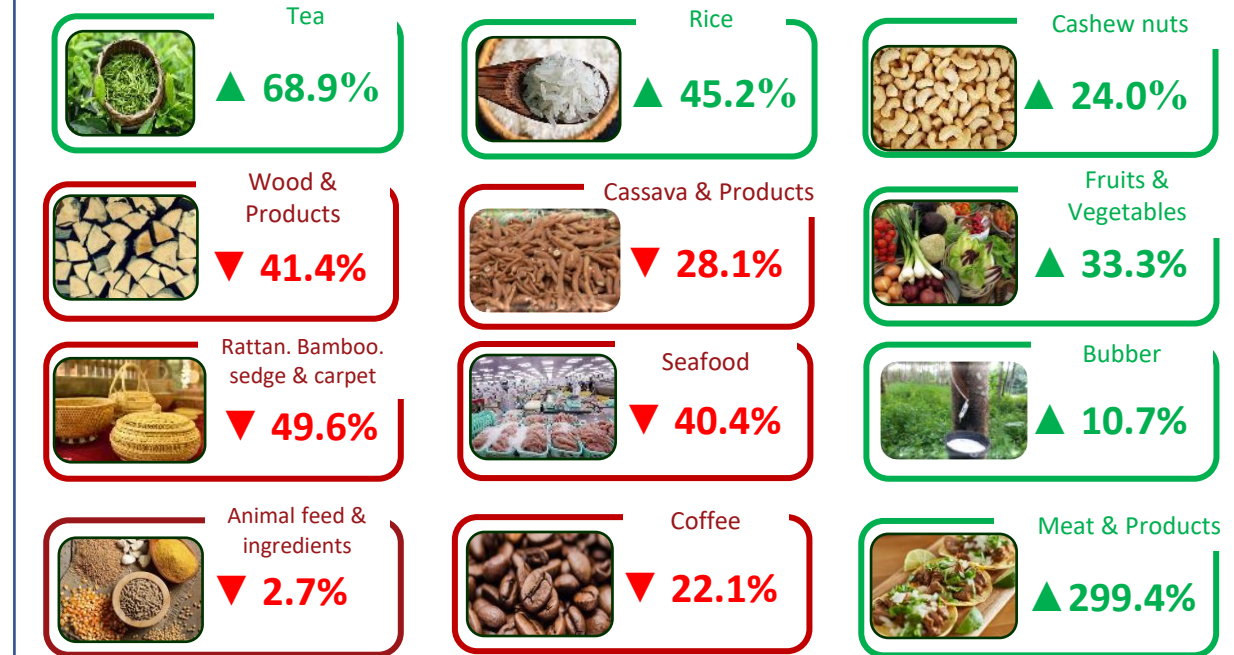 Tea
▲ 68.9%
Rice
▲ 45.2%
Cashew nuts
▲ 24.0%
Wood &
Products
▼ 41.4%
Cassava & Products
▼ 28.1%
Fruits &
Vegetables
▲ 33.3%
Rattan. Bamboo.
sedge & carpet
▼ 49.6%
Seafood
▼ 40.4%
Bubber
▲ 10.7%
Animal feed &
ingredients
▼ 2.7%
Coffee
▼ 22.1%
Meat & Products
▲ 299.4%